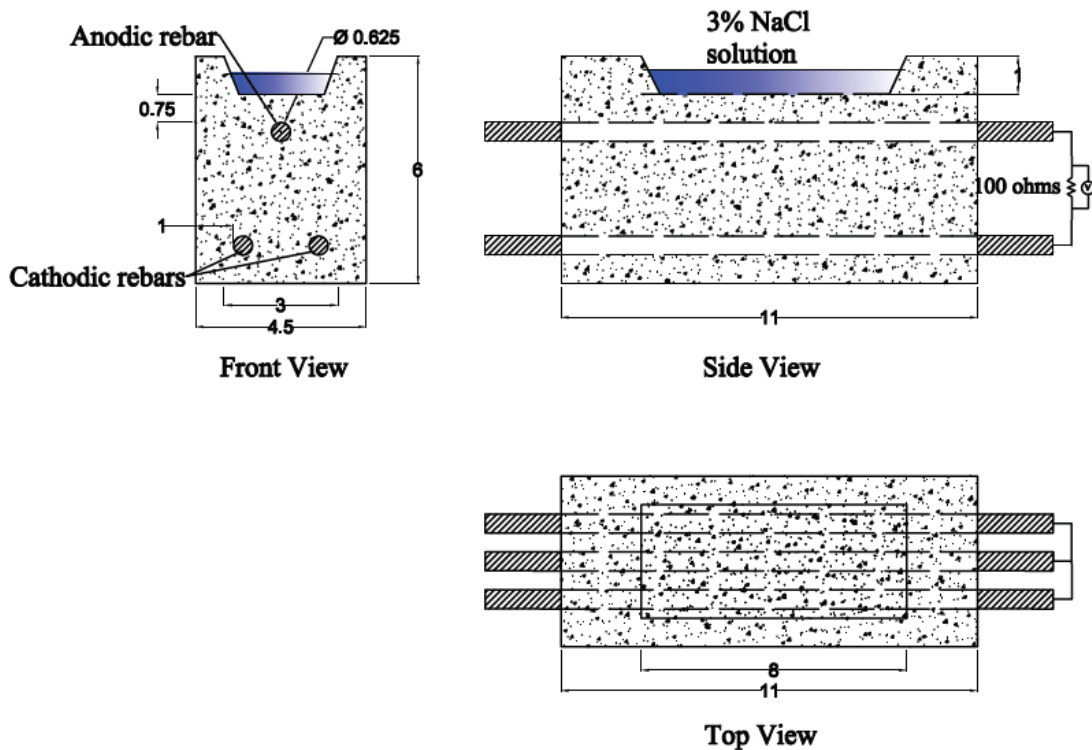 Anodic rebar
Ø 0.625
0.75
6
1
Cathodic rebars
3
4.5
Front View
3% NaCl
solution
1
100 ohms
V
11
Side View
8
11
Top View